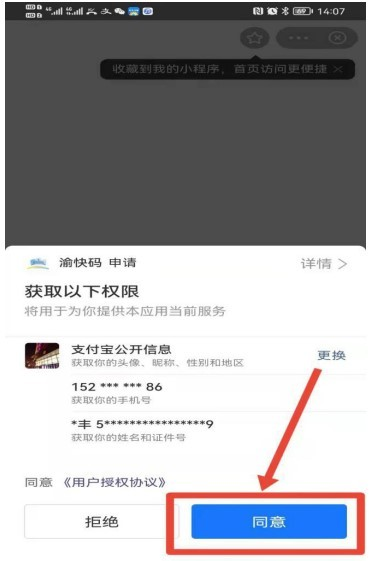 14:07
收藏到我的小程序，首页访问更便捷 ×
渝快码 申请
详情 >
获取以下权限
将用于为你提供本应用当前服务
支付宝公开信息
获取你的头像、昵称、性别和地区
更换
152 *** *** 86
获取你的手机号
*丰 5****************9
获取你的姓名和证件号
同意 《用户授权协议》
拒绝
同意